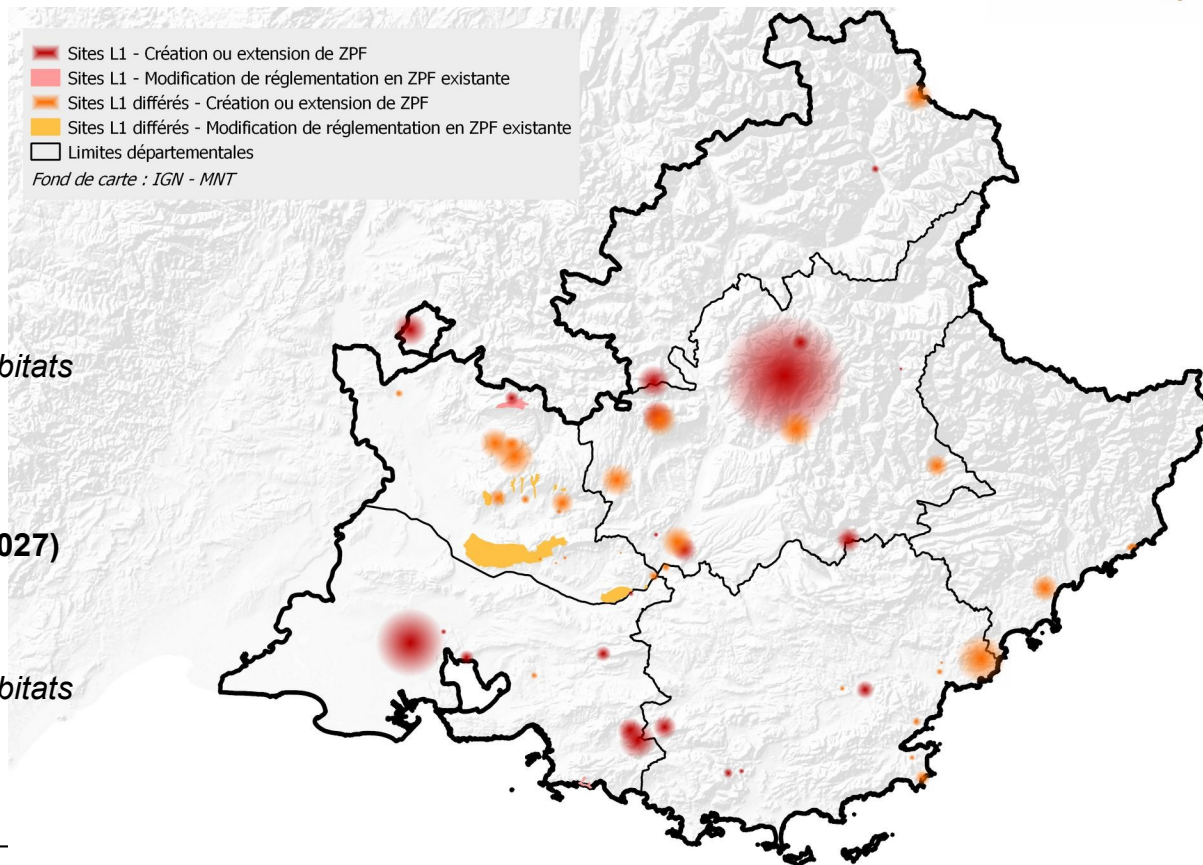 Sites L1 - Création ou extension de ZPF
Sites L1 - Modification de réglementation en ZPF existante
Sites L1 différés - Création ou extension de ZPF
Sites L1 différés - Modification de réglementation en ZPF existante
Limites départementales
Fond de carte : IGN - MNT
bitats
027)
bitats